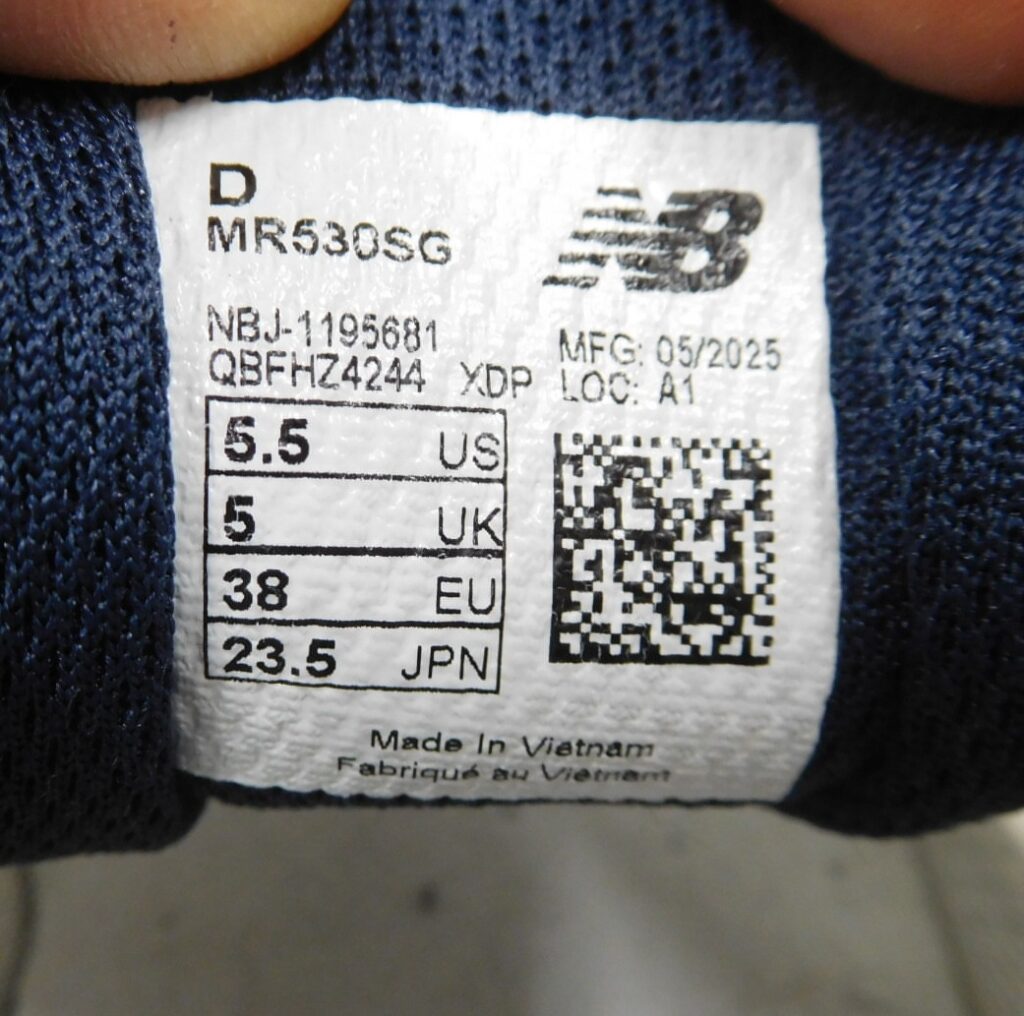 D
MR530SG
NB
NBJ-1195681
QBFHZ4244 XDP
MFG: 05/2025
LOC: A1
5.5 US
5 UK
38 EU
23.5 JPN
Made In Vietnam
Fabriqué au Vietnam